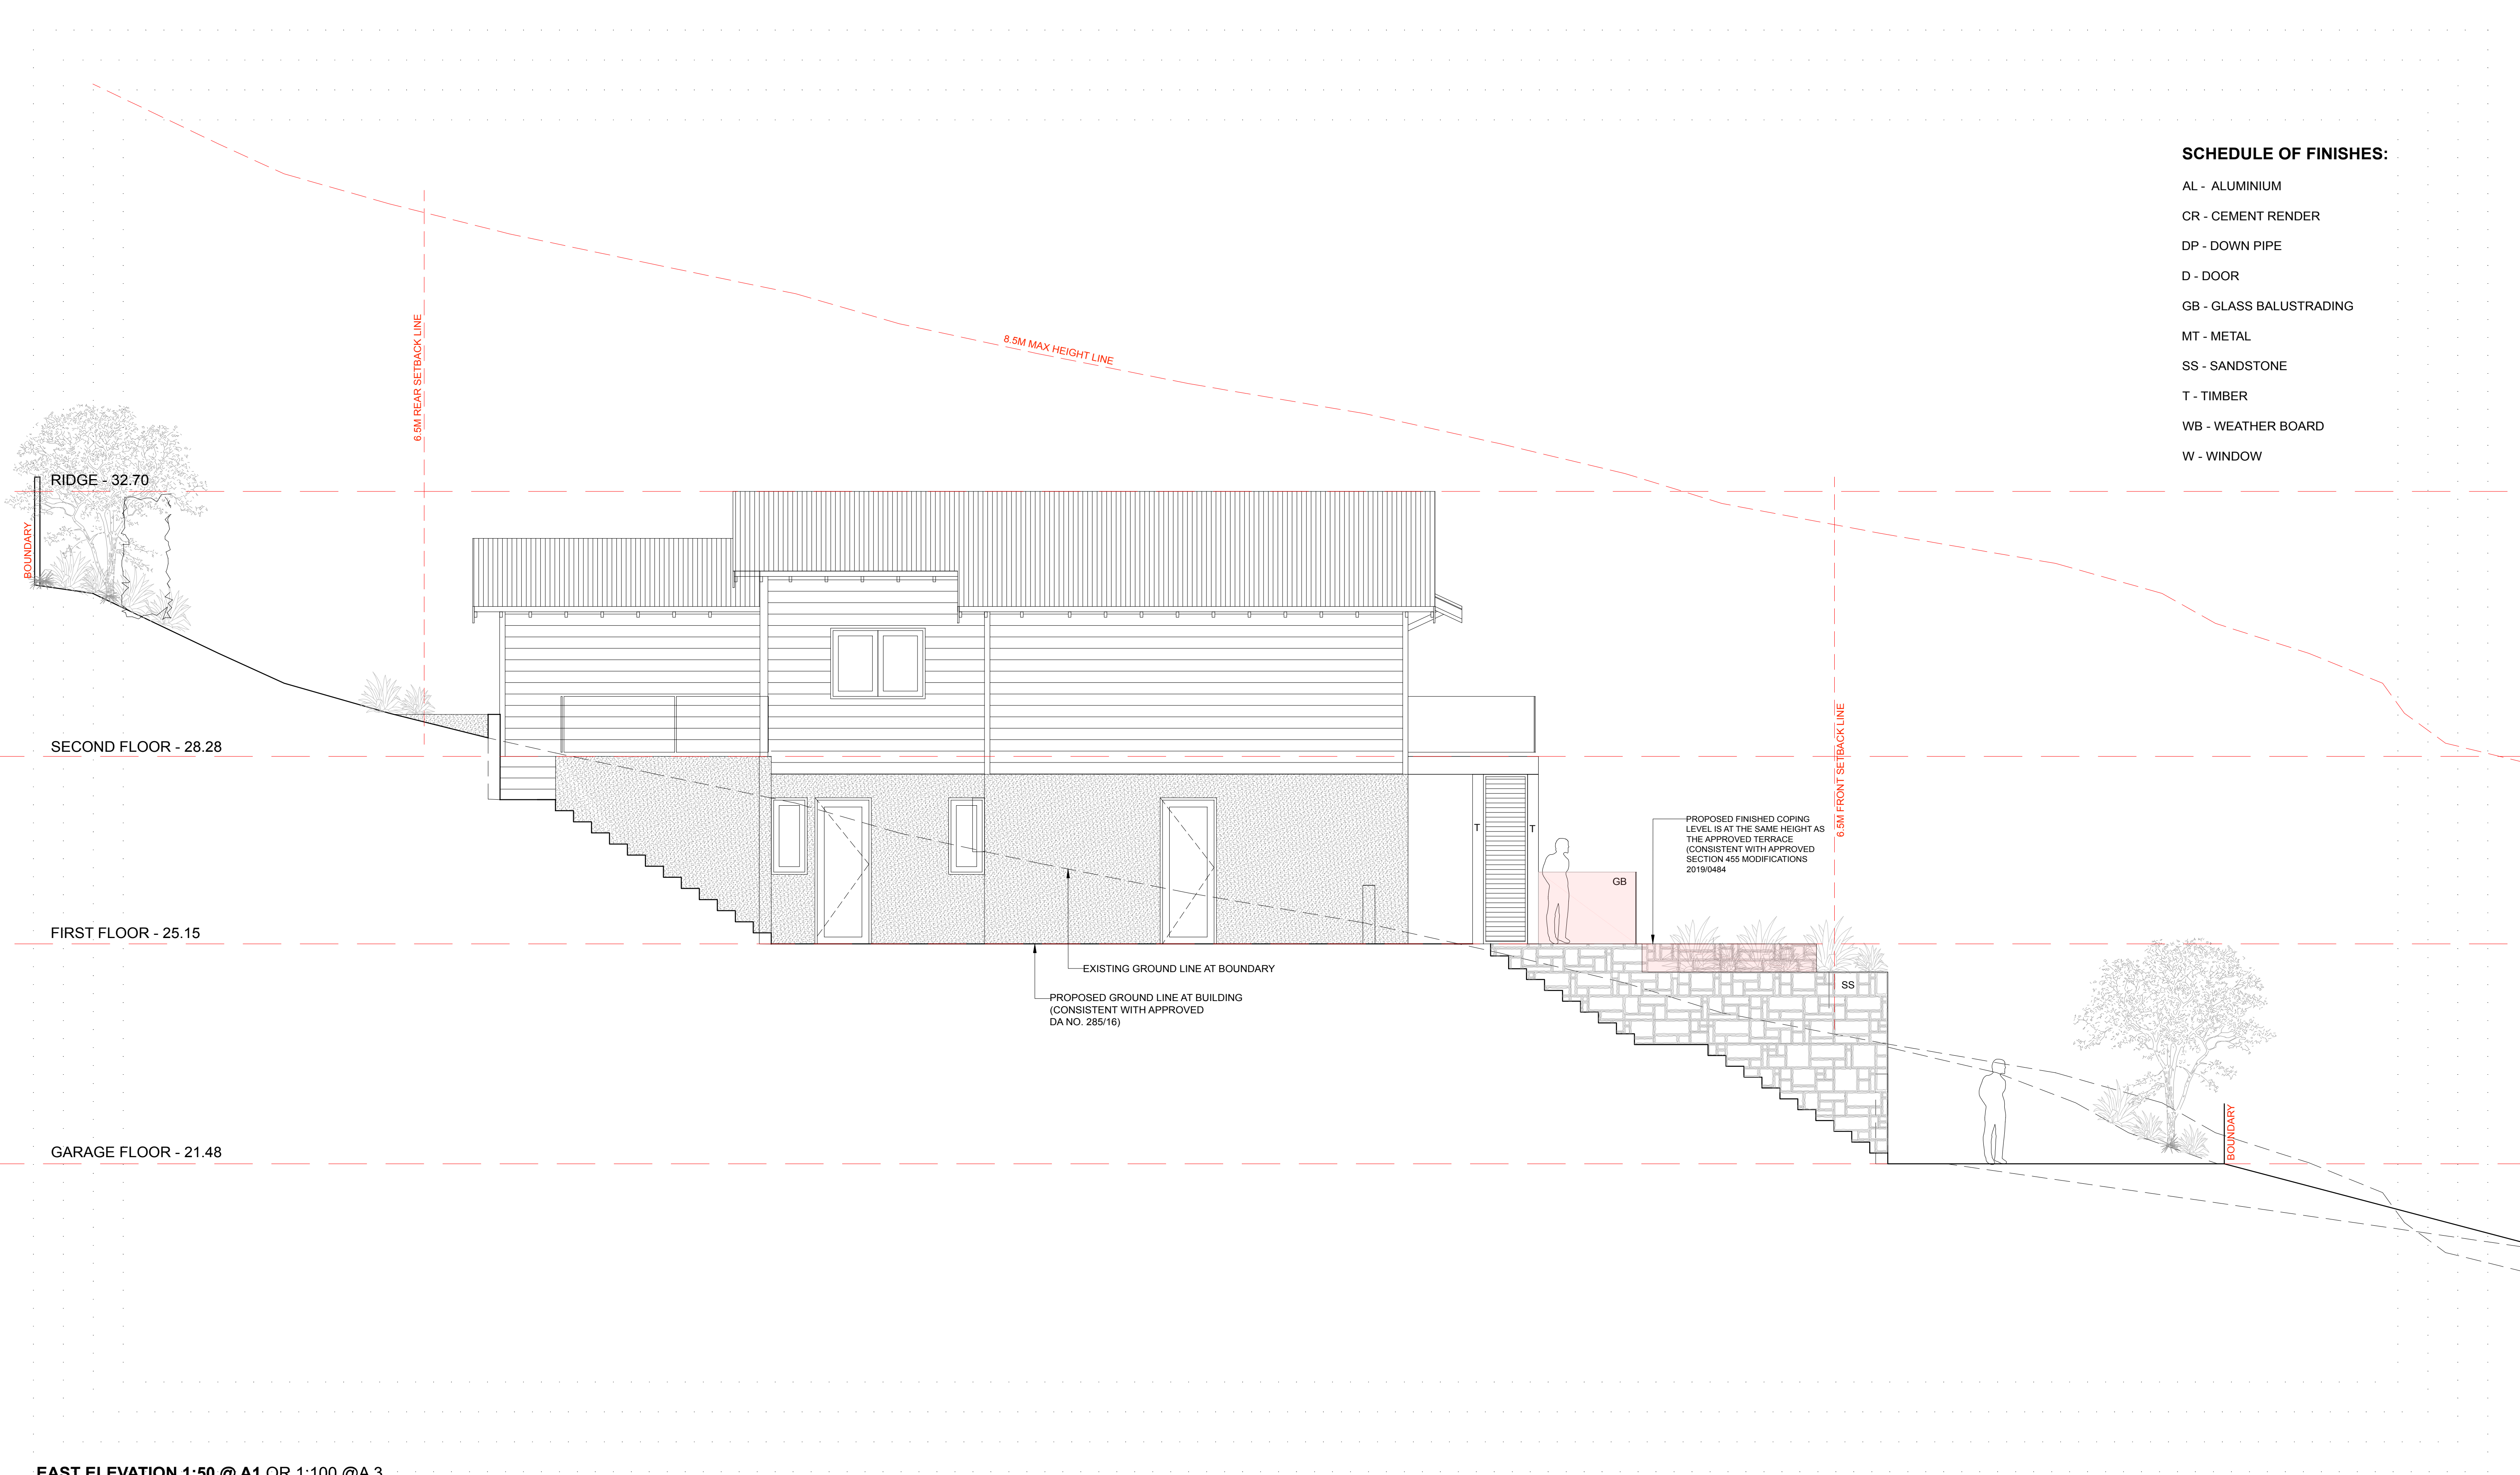 SCHEDULE OF FINISHES:
AL - ALUMINIUM
CR - CEMENT RENDER
DP - DOWN PIPE
D - DOOR
GB - GLASS BALUSTRADING
MT - METAL
SS - SANDSTONE
T - TIMBER
WB - WEATHER BOARD
W - WINDOW
8.5M MAX HEIGHT LINE
6.5M REAR SETBACK LINE
RIDGE - 32.70
BOUNDARY
SECOND FLOOR - 28.28
6.5M FRONT SETBACK LINE
T
T
PROPOSED FINISHED COPING
LEVEL IS AT THE SAME HEIGHT AS
THE APPROVED TERRACE
(CONSISTENT WITH APPROVED
SECTION 455 MODIFICATIONS
2019/0484
GB
FIRST FLOOR - 25.15
EXISTING GROUND LINE AT BOUNDARY
PROPOSED GROUND LINE AT BUILDING
(CONSISTENT WITH APPROVED
DA NO. 285/16)
SS
GARAGE FLOOR - 21.48
BOUNDARY
EAST ELEVATION 1:50 @ A1 OR 1:100 @A 3